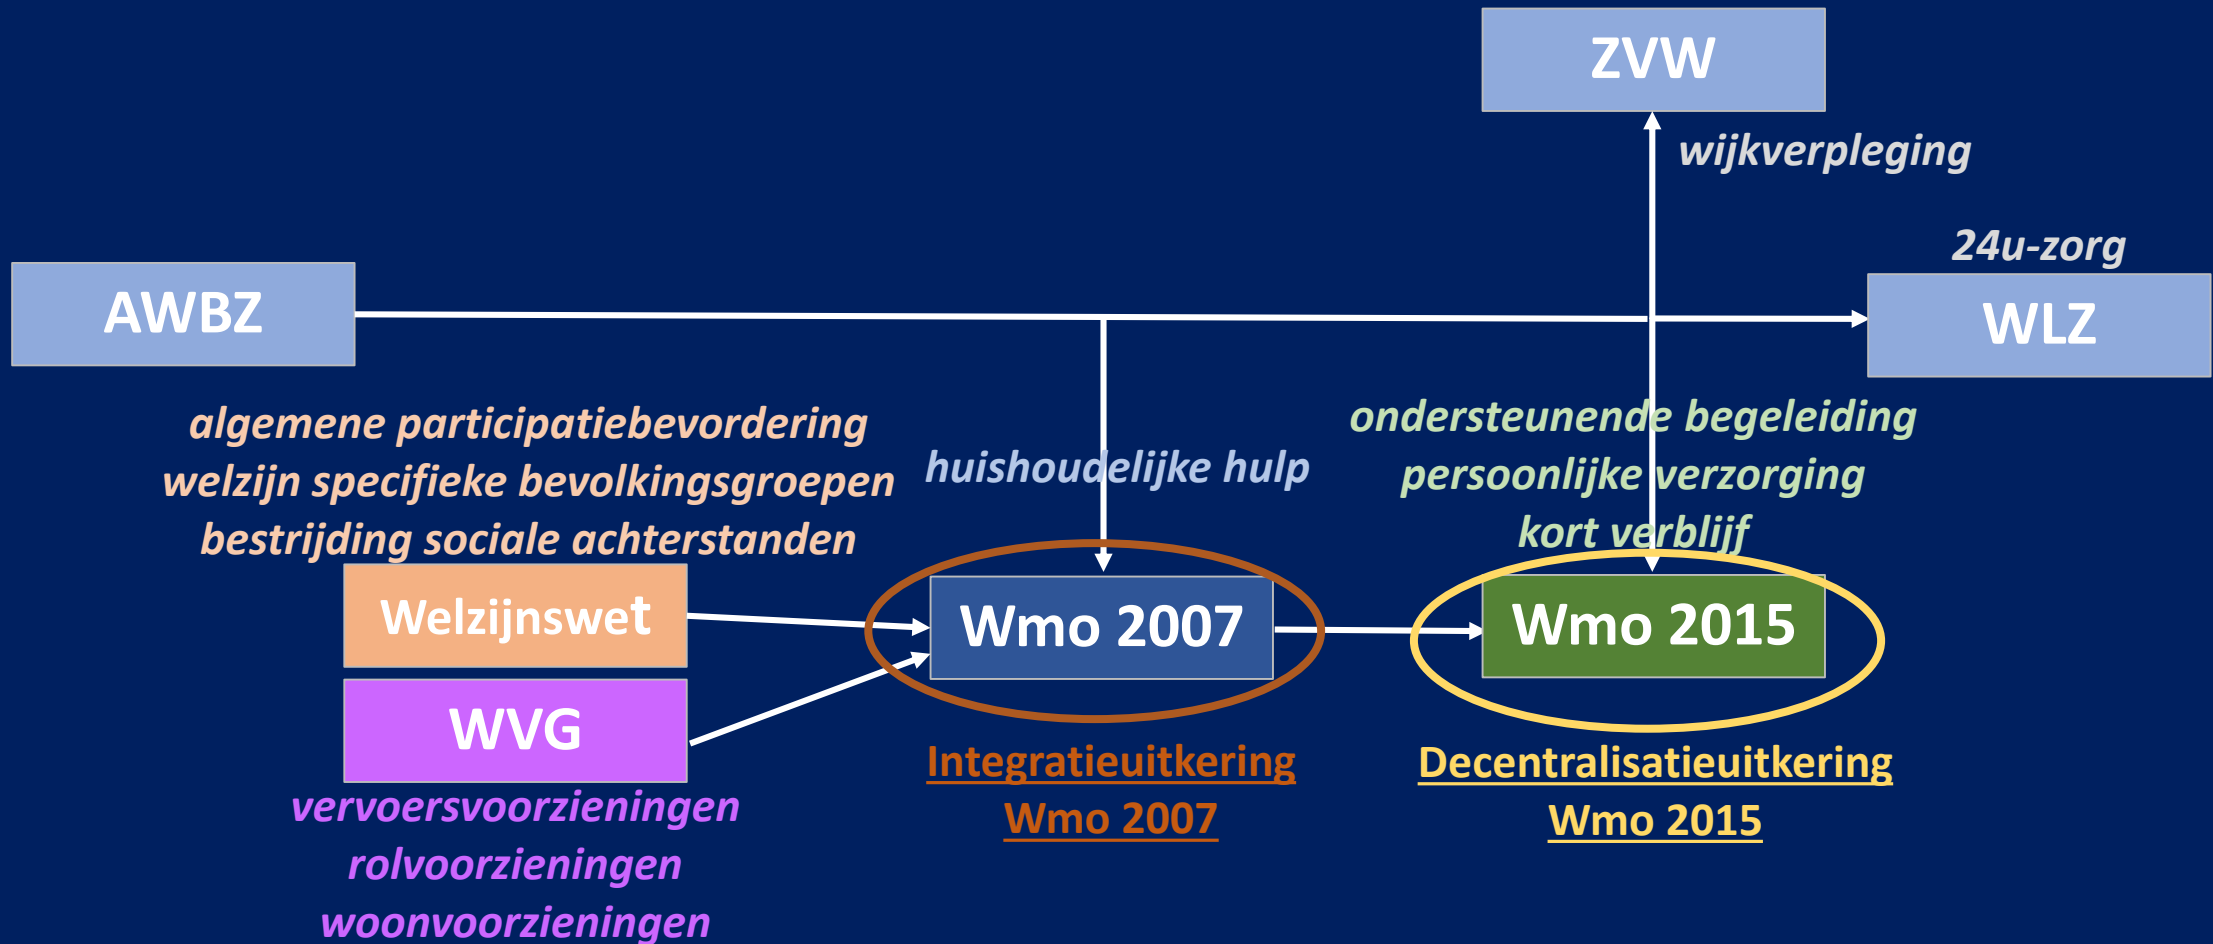 ZVW
wijkverpleging
24u-zorg
AWBZ
WLZ
algemene participatiebevordering
welzijn specifieke bevolkingsgroepen
bestrijding sociale achterstanden
huishoudelijke hulp
ondersteunende begeleiding
persoonlijke verzorging
kort verblijf
Welzijnswet
Wmo 2007
Wmo 2015
WVG
vervoersvoorzieningen
rolvoorzieningen
woonvoorzieningen
Integratieuitkering
Wmo 2007
Decentralisatieuitkering
Wmo 2015